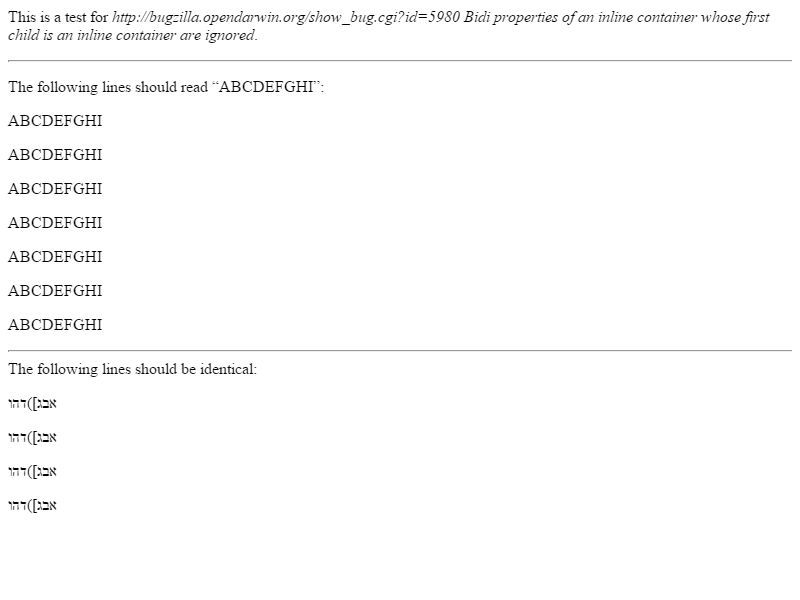 This is a test for http://bugzilla.opendarwin.org/show_bug.cgi?id=5980 Bidi properties of an inline container whose first
child is an inline container are ignored.
The following lines should read “ABCDEFGHI”:
ABCDEFGHI
ABCDEFGHI
ABCDEFGHI
ABCDEFGHI
ABCDEFGHI
ABCDEFGHI
ABCDEFGHI
The following lines should be identical:
אבג])דהו
אבג])דהו
אבג])דהו
אבג])דהו